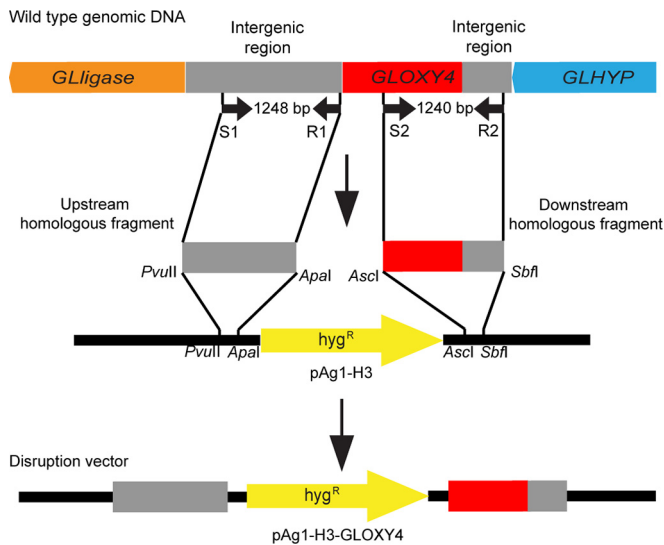 Wild type genomic DNA
Intergenic
region
Intergenic
region
GLligase
GLOXY4
GLHYP
1248 bp
1240 bp
S1
R1
S2
R2
Upstream
homologous fragment
Downstream
homologous fragment
PvuII
ApaI
AscI
SbfI
hygR
PvuII
ApaI
AscI
SbfI
pAg1-H3
Disruption vector
hygR
pAg1-H3-GLOXY4